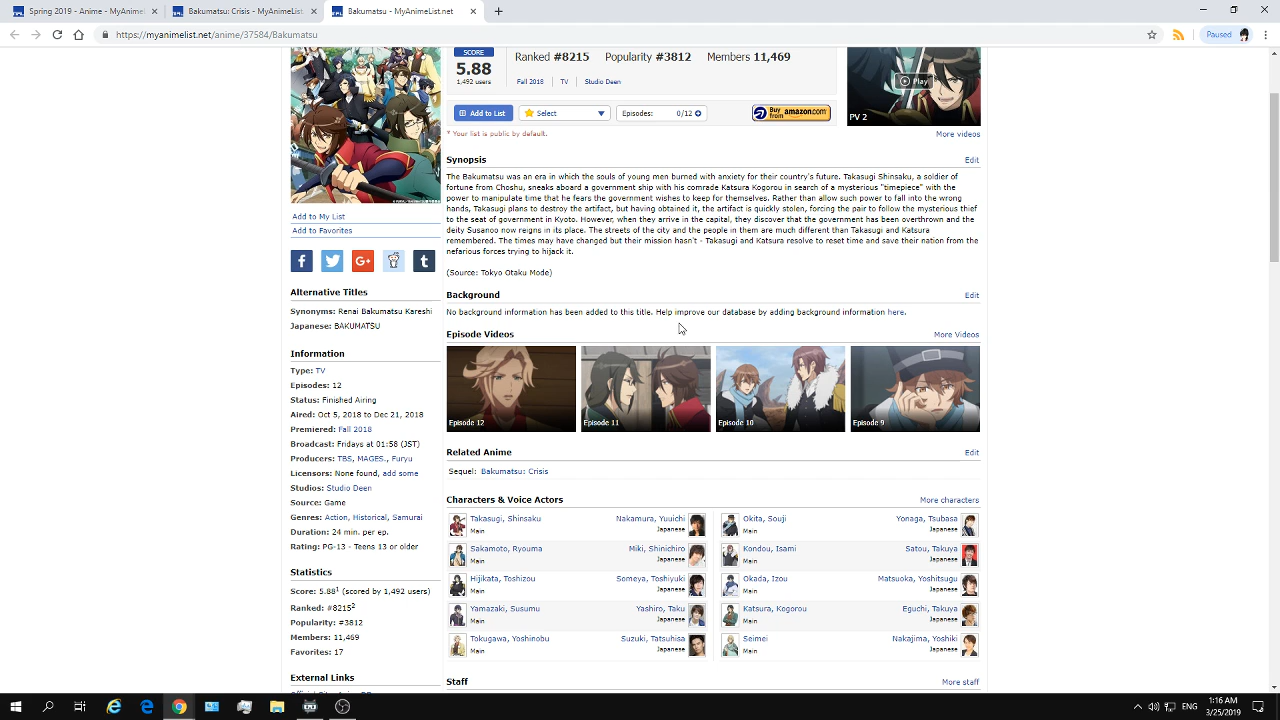 Spring 2019 - Anime - MyAnimeL
Bakumatsu: Crisis - MyAnimeList.
Bakumatsu - MyAnimeList.net
https://myanimelist.net/anime/37584/Bakumatsu
Paused
SCORE
5.88
1,492 users
Ranked #8215 Popularity #3812 Members 11,469
Fall 2018 TV Studio Deen
Add to List
Select
Episodes: 0/12
Buy from amazon.com
Play
PV 2
* Your list is public by default.
More videos
Synopsis
Edit
The Bakumatsu was an era in which the souls of young men burned with anxiety for their country's future. Takasugi Shinsaku, a soldier of
fortune from Choshu, sneaks aboard a government ship with his comrade Katsura Kogorou in search of a mysterious "timepiece" with the
power to manipulate time that he fears the government wishes to keep for themselves. Rather than allow such power to fall into the wrong
hands, Takasugi plans to destroy the artifact, but having obtained it, the artifact is quickly stolen, forcing the pair to follow the mysterious thief
to the seat of government in Kyoto. However, when they arrive in the capital, they discover that the government has been overthrown and the
deity Susanoo now reigns in its place. The streets of the city and the people in them are much different than Takasugi and Katsura
remembered. The times may have changed but their mission hasn't - Takasugi and Katsura resolve to reset time and save their nation from the
nefarious forces trying to hijack it.
(Source: Tokyo Otaku Mode)
Background
Edit
No background information has been added to this title. Help improve our database by adding background information here.
Episode Videos
More Videos
Episode 12
Episode 11
Episode 10
Episode 9
Related Anime
Edit
Sequel: Bakumatsu: Crisis
Characters & Voice Actors
More characters
Takasugi, Shinsaku
Main
Nakamura, Yuuichi
Japanese
Okita, Souji
Main
Yonaga, Tsubasa
Japanese
Sakamoto, Ryouma
Main
Miki, Shinichiro
Japanese
Kondou, Isami
Main
Satou, Takuya
Japanese
Hijikata, Toshizou
Main
Someya, Toshiyuki
Japanese
Okada, Izou
Main
Matsuoka, Yoshitsugu
Japanese
Yamazaki, Susumu
Main
Yashiro, Taku
Japanese
Katsura, Kogorou
Main
Eguchi, Takuya
Japanese
Tokugawa, Yoshinobu
Main
Suzuki, Tatsuhisa
Japanese
Seimei
Main
Nakajima, Yoshiki
Japanese
Staff
More staff
Add to My List
Add to Favorites
Alternative Titles
Synonyms: Renai Bakumatsu Kareshi
Japanese: BAKUMATSU
Information
Type: TV
Episodes: 12
Status: Finished Airing
Aired: Oct 5, 2018 to Dec 21, 2018
Premiered: Fall 2018
Broadcast: Fridays at 01:58 (JST)
Producers: TBS, MAGES., Furyu
Licensors: None found, add some
Studios: Studio Deen
Source: Game
Genres: Action, Historical, Samurai
Duration: 24 min. per ep.
Rating: PG-13 - Teens 13 or older
Statistics
Score: 5.88¹ (scored by 1,492 users)
Ranked: #8215²
Popularity: #3812
Members: 11,469
Favorites: 17
External Links
ENG
1:16 AM
3/25/2019